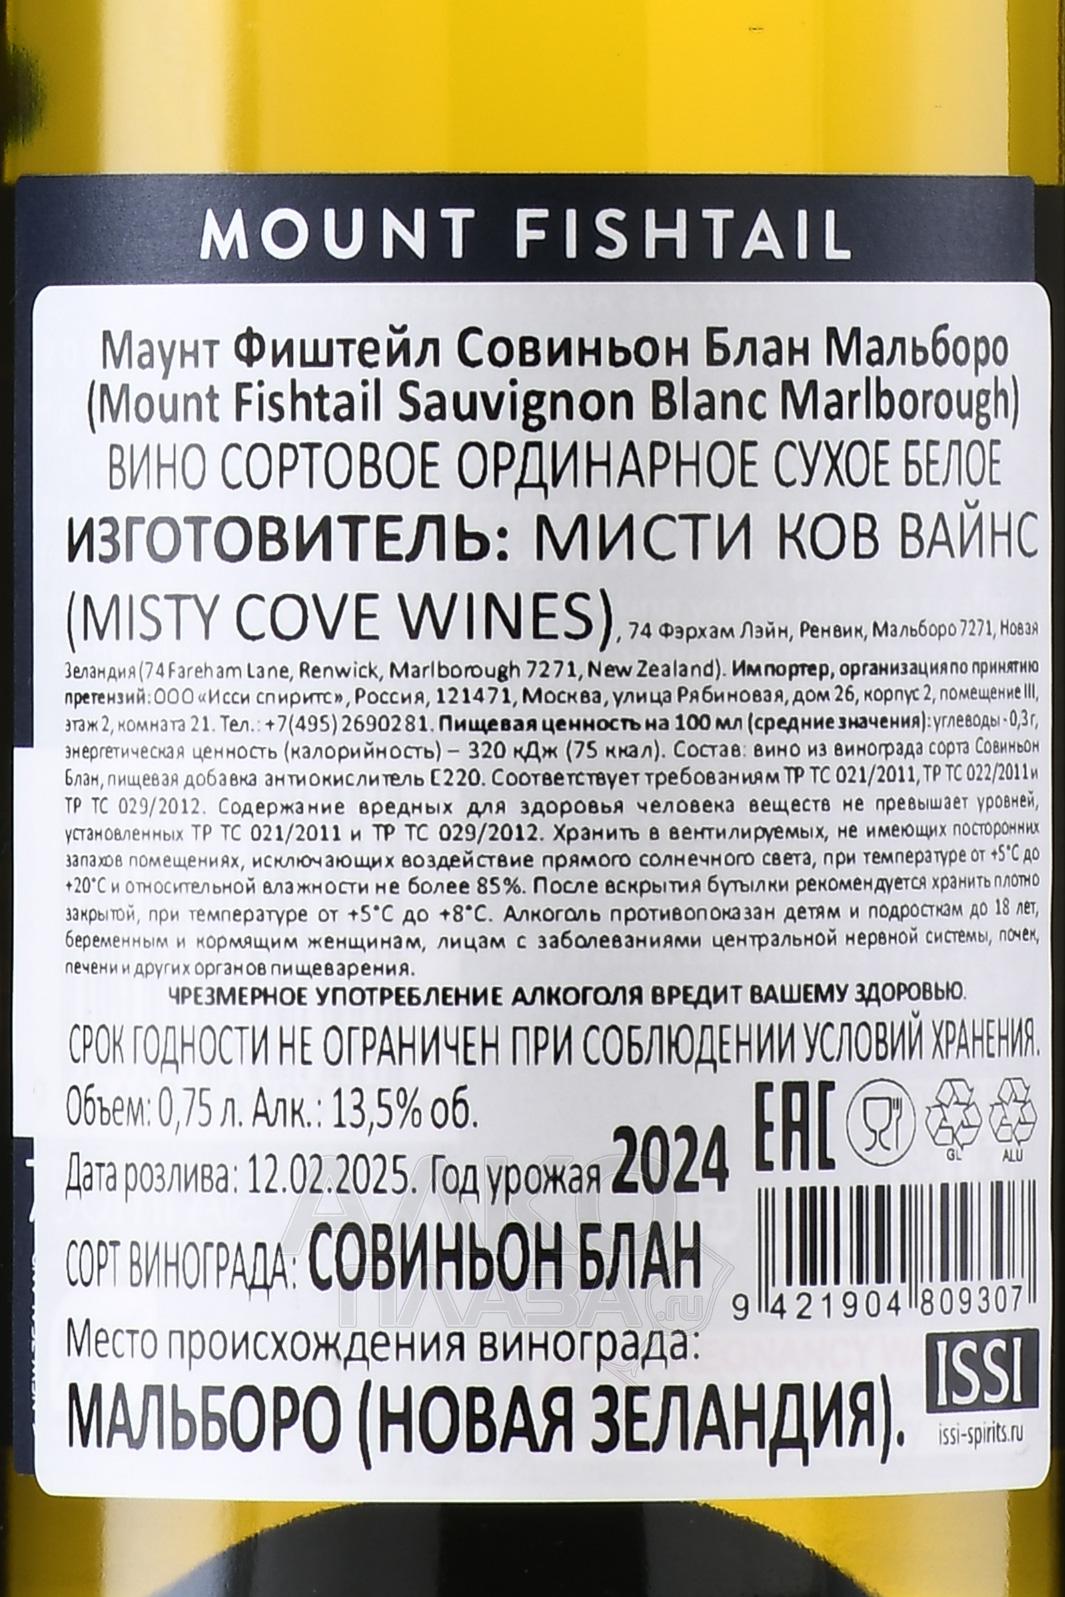 MOUNT FISHTAIL
Маунт Фиштейл Совиньон Блан Мальборо
(Mount Fishtail Sauvignon Blanc Marlborough)
ВИНО СОРТОВОЕ ОРДИНАРНОЕ СУХОЕ БЕЛОЕ
ИЗГОТОВИТЕЛЬ: МИСТИ КОВ ВАЙНС
(MISTY COVE WINES), 74 Фэрхам Лэйн, Ренвик, Мальборо 7271, Новая
Зеландия (74 Fareham Lane, Renwick, Marlborough 7271, New Zealand). Импортер, организация по принятию
претензий: ООО «Исси спиритс», Россия, 121471, Москва, улица Рябиновая, дом 26, корпус 2, помещение III,
этаж 2, комната 21. Тел.: +7(495) 2690281. Пищевая ценность на 100 мл (средние значения): углеводы - 0,3 г,
энергетическая ценность (калорийность) – 320 кДж (75 ккал). Состав: вино из винограда сорта Совиньон
Блан, пищевая добавка антиокислитель Е220. Соответствует требованиям ТР ТС 021/2011, ТР ТС 022/2011 и
ТР ТС 029/2012. Содержание вредных для здоровья человека веществ не превышает уровней,
установленных ТР ТС 021/2011 и ТР ТС 029/2012. Хранить в вентилируемых, не имеющих посторонних
запахов помещениях, исключающих воздействие прямого солнечного света, при температуре от +5°С до
+20°С и относительной влажности не более 85%. После вскрытия бутылки рекомендуется хранить плотно
закрытой, при температуре от +5°С до +8°С. Алкоголь противопоказан детям и подросткам до 18 лет,
беременным и кормящим женщинам, лицам с заболеваниями центральной нервной системы, почек,
печени и других органов пищеварения.
ЧРЕЗМЕРНОЕ УПОТРЕБЛЕНИЕ АЛКОГОЛЯ ВРЕДИТ ВАШЕМУ ЗДОРОВЬЮ.
СРОК ГОДНОСТИ НЕ ОГРАНИЧЕН ПРИ СОБЛЮДЕНИИ УСЛОВИЙ ХРАНЕНИЯ.
Объем: 0,75 л. Алк.: 13,5% об.
EAC
GL
ALU
Дата розлива: 12.02.2025. Год урожая 2024
СОРТ ВИНОГРАДА: СОВИНЬОН БЛАН
9 421904 809307
Место происхождения винограда:
МАЛЬБОРО (НОВАЯ ЗЕЛАНДИЯ).
ISSI
issi-spirits.ru
АЛКО
ПЛАЗА.ru